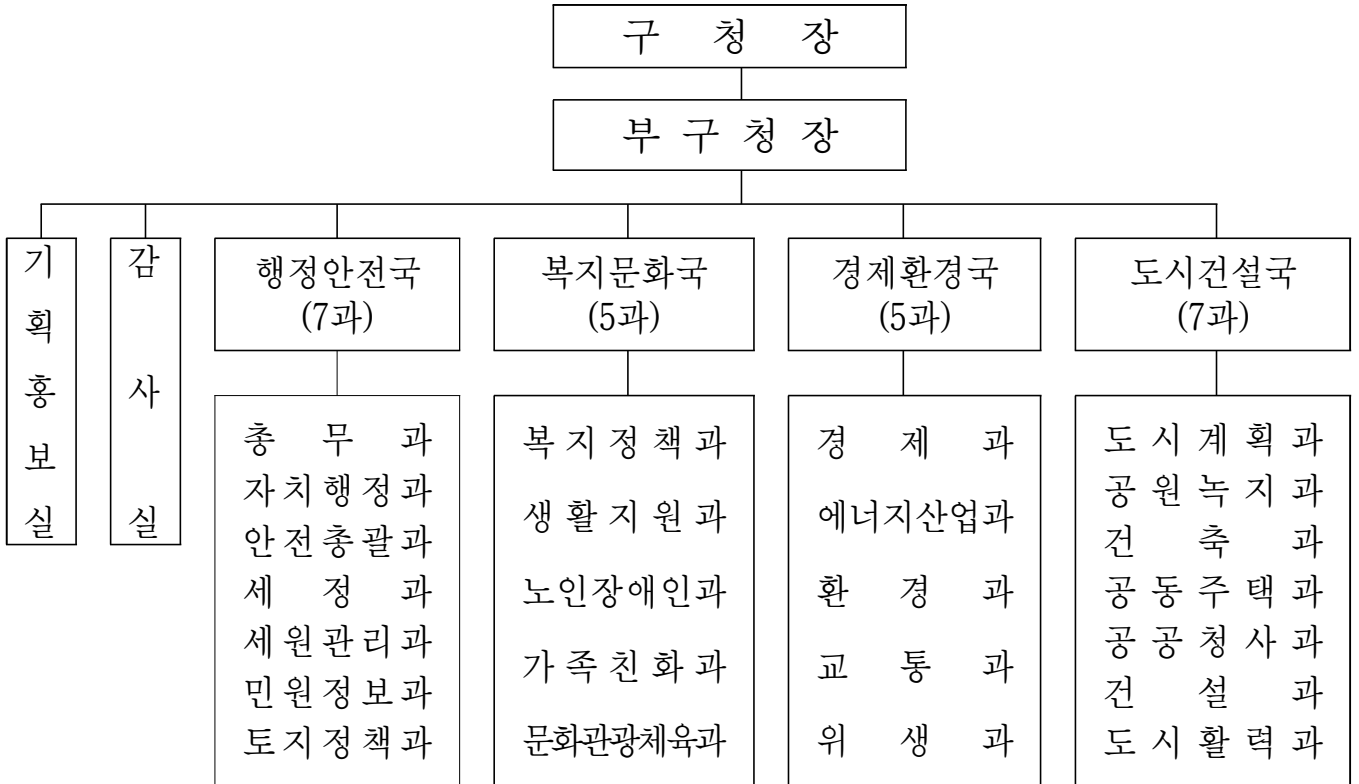 구 청 장
부 구 청 장
기획홍보실
감사실
행정안전국
(7과)
복지문화국
(5과)
경제환경국
(5과)
도시건설국
(7과)
총 무 과
자치행정과
안전총괄과
세 정 과
세원관리과
민원정보과
토지정책과
복지정책과
생활지원과
노인장애인과
가족친화과
문화관광체육과
경 제 과
에너지산업과
환 경 과
교 통 과
위 생 과
도시계획과
공원녹지과
건 축 과
공동주택과
공공청사과
건 설 과
도시활력과